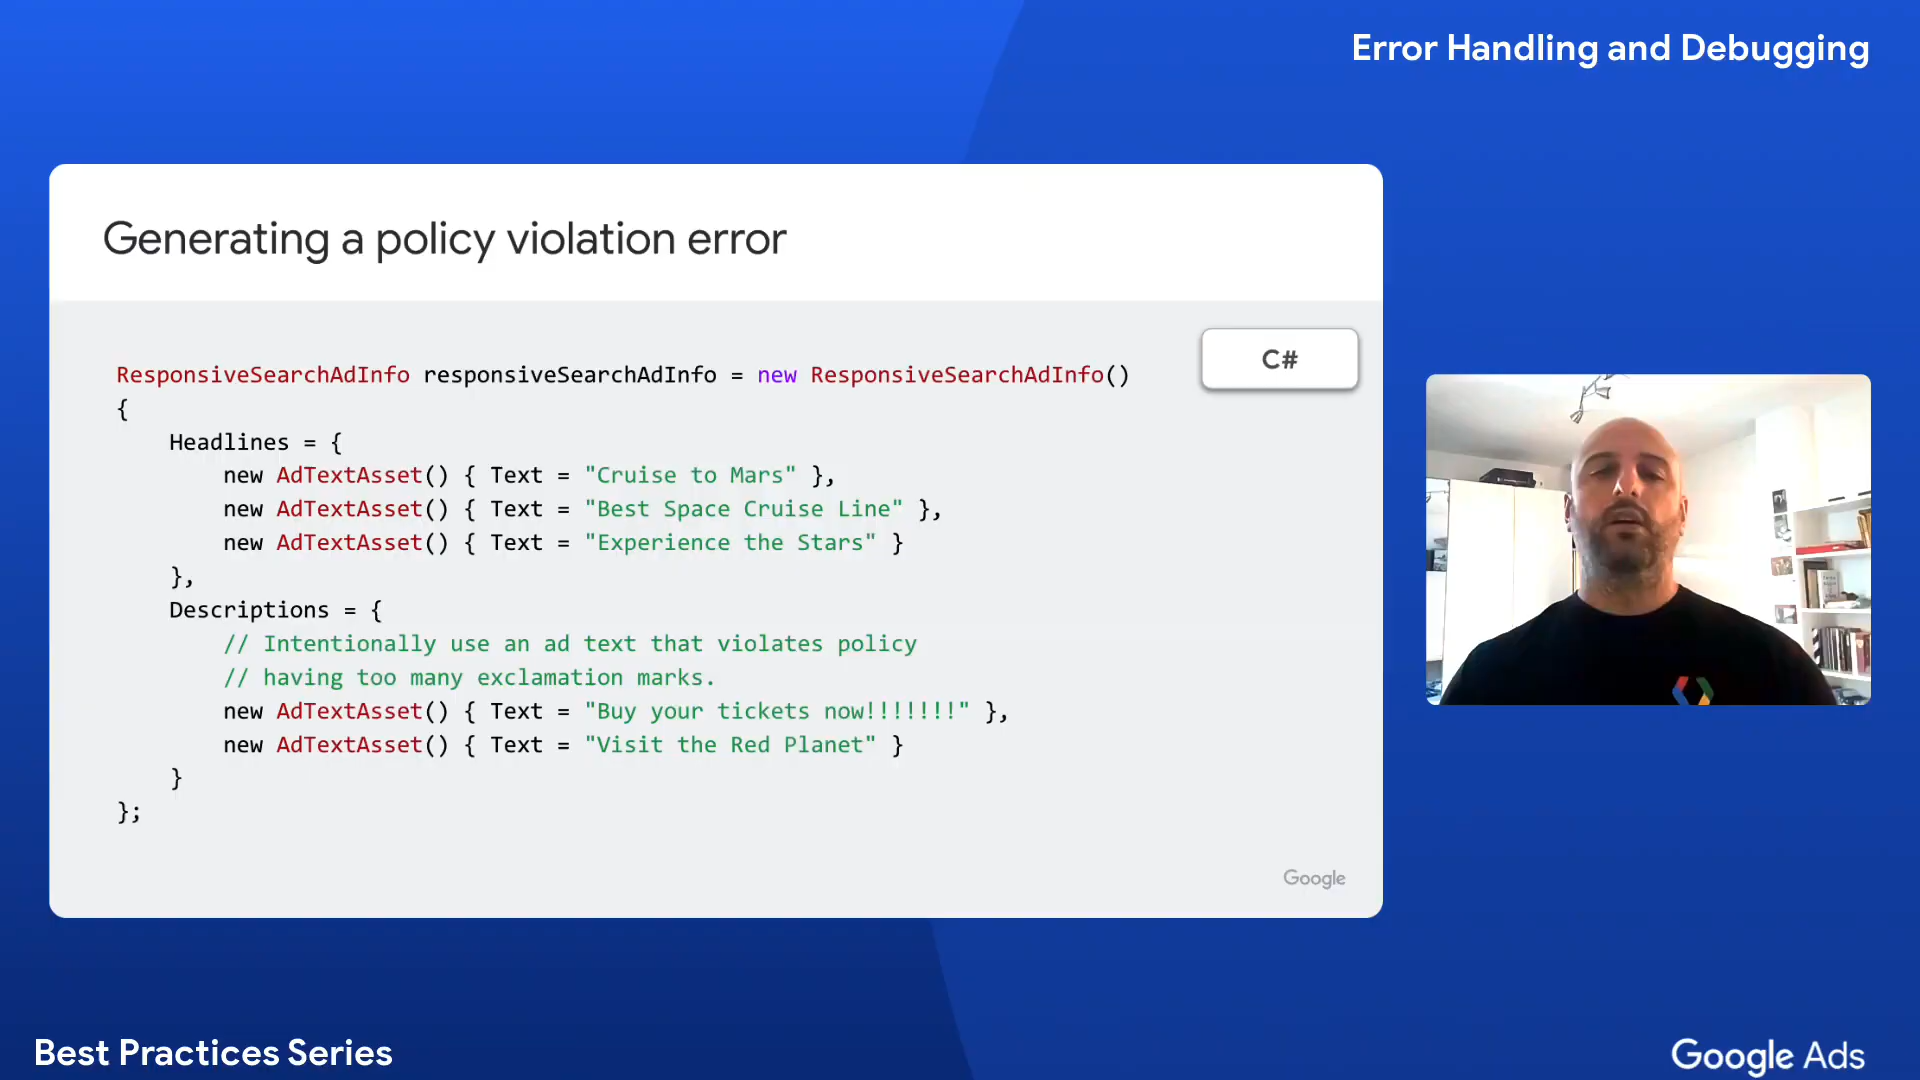 Error Handling and Debugging
Generating a policy violation error
C#
ResponsiveSearchAdInfo responsiveSearchAdInfo = new ResponsiveSearchAdInfo()
{
    Headlines = {
        new AdTextAsset() { Text = "Cruise to Mars" },
        new AdTextAsset() { Text = "Best Space Cruise Line" },
        new AdTextAsset() { Text = "Experience the Stars" }
    },
    Descriptions = {
        // Intentionally use an ad text that violates policy
        // having too many exclamation marks.
        new AdTextAsset() { Text = "Buy your tickets now!!!!!!!" },
        new AdTextAsset() { Text = "Visit the Red Planet" }
    }
};
Google
Best Practices Series
Google Ads